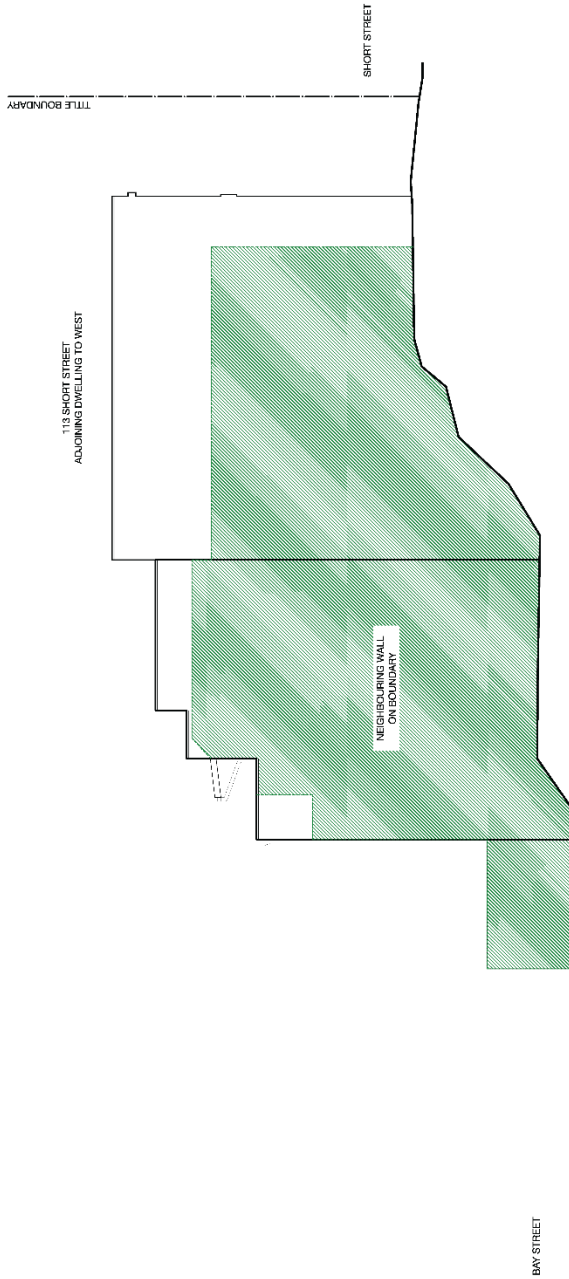 TITLE BOUNDARY
SHORT STREET
113 SHORT STREET
ADJOINING DWELLING TO WEST
NEIGHBOURING WALL
ON BOUNDARY
BAY STREET